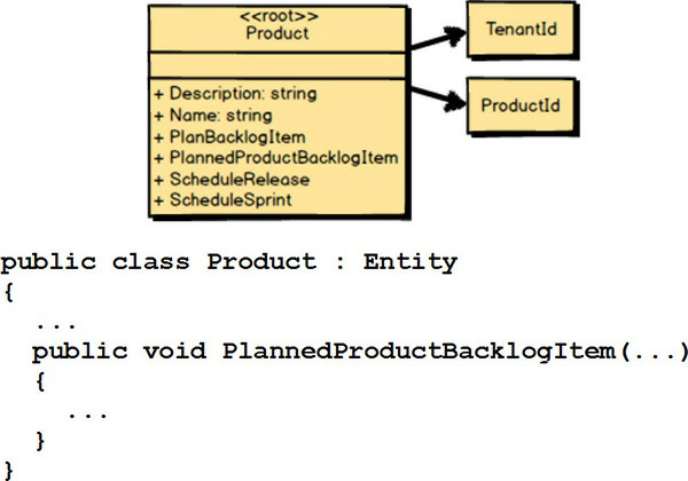 <<root>>
Product
TenantId
ProductId
+ Description: string
+ Name: string
+ PlanBacklogItem
+ PlannedProductBacklogItem
+ ScheduleRelease
+ ScheduleSprint
public class Product : Entity
{
...
public void PlannedProductBacklogItem(...)
{
...
}
}